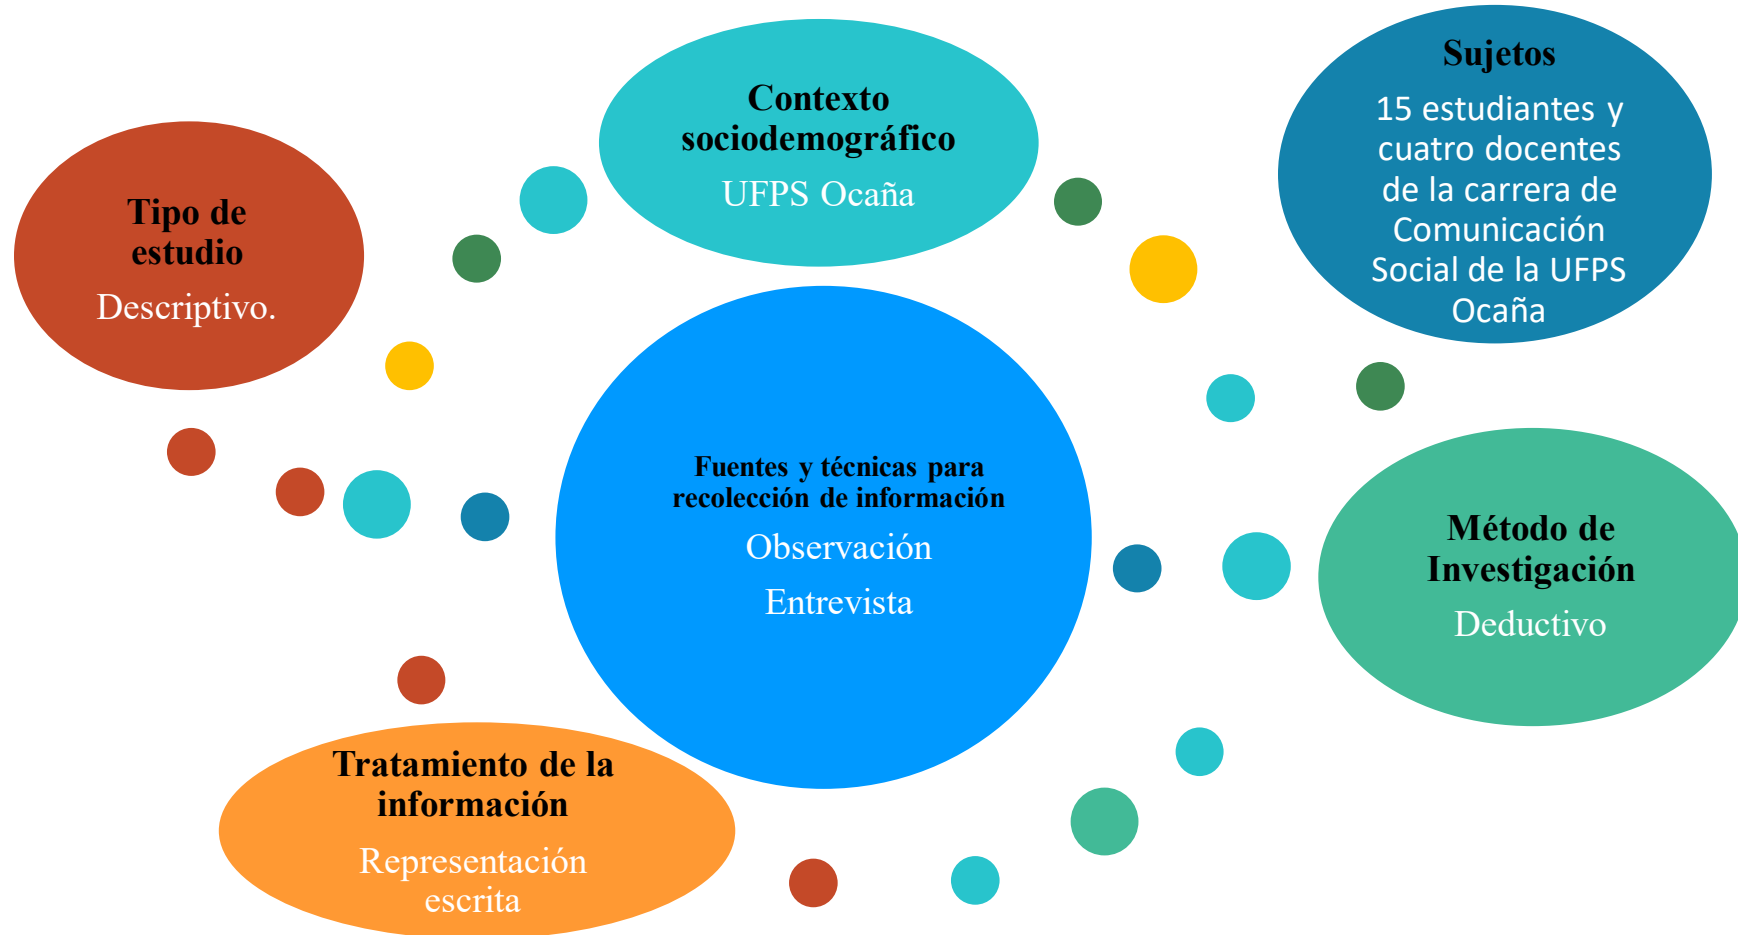 Tipo de
estudio
Descriptivo.
Contexto
sociodemográfico
UFPS Ocaña
Sujetos
15 estudiantes y
cuatro docentes
de la carrera de
Comunicación
Social de la UFPS
Ocaña
Fuentes y técnicas para
recolección de información
Observación
Entrevista
Método de
Investigación
Deductivo
Tratamiento de la
información
Representación
escrita